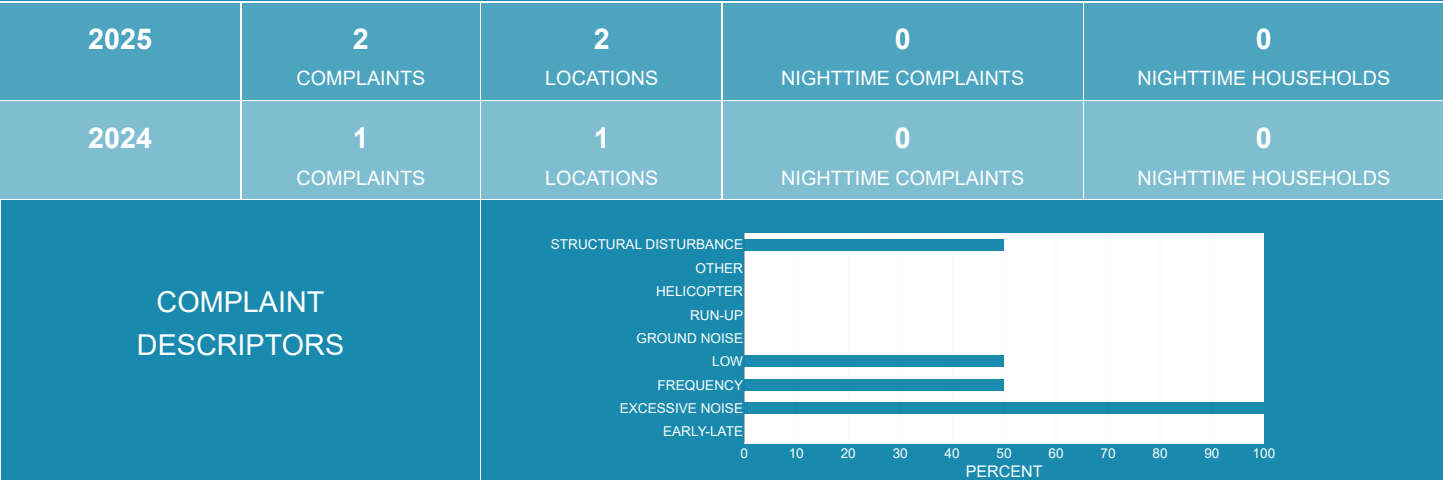 2025
2
COMPLAINTS
2
LOCATIONS
0
NIGHTTIME COMPLAINTS
0
NIGHTTIME HOUSEHOLDS
2024
1
COMPLAINTS
1
LOCATIONS
0
NIGHTTIME COMPLAINTS
0
NIGHTTIME HOUSEHOLDS
COMPLAINT
DESCRIPTORS
STRUCTURAL DISTURBANCE
OTHER
HELICOPTER
RUN-UP
GROUND NOISE
LOW
FREQUENCY
EXCESSIVE NOISE
EARLY-LATE
0 10 20 30 40 50 60 70 80 90 100
PERCENT